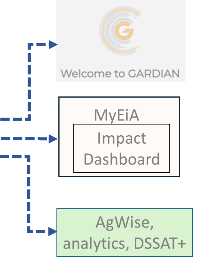 G
Welcome to GARDIAN
MyEiA
Impact
Dashboard
AgWise,
analytics, DSSAT+